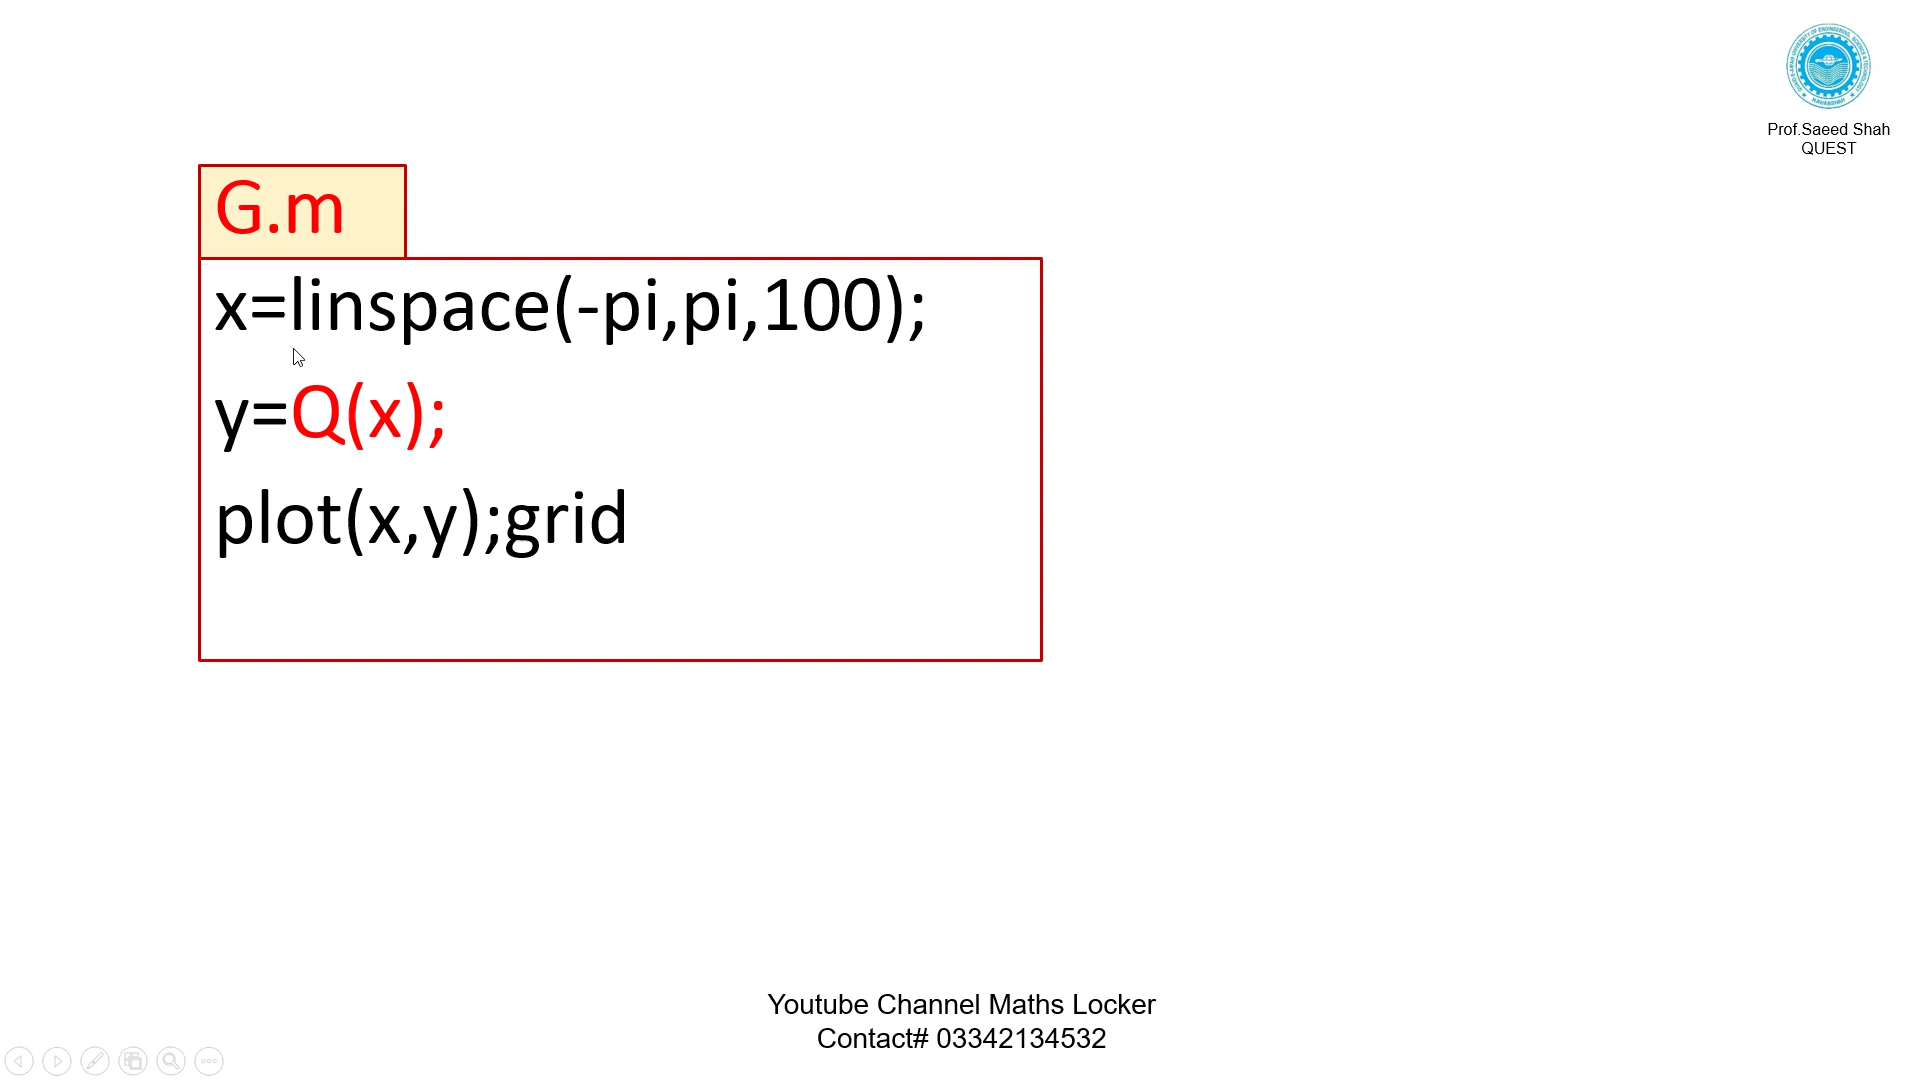 Prof.Saeed Shah
QUEST
G.m
x=linspace(-pi,pi,100);
y=Q(x);
plot(x,y);grid
Youtube Channel Maths Locker
Contact# 03342134532